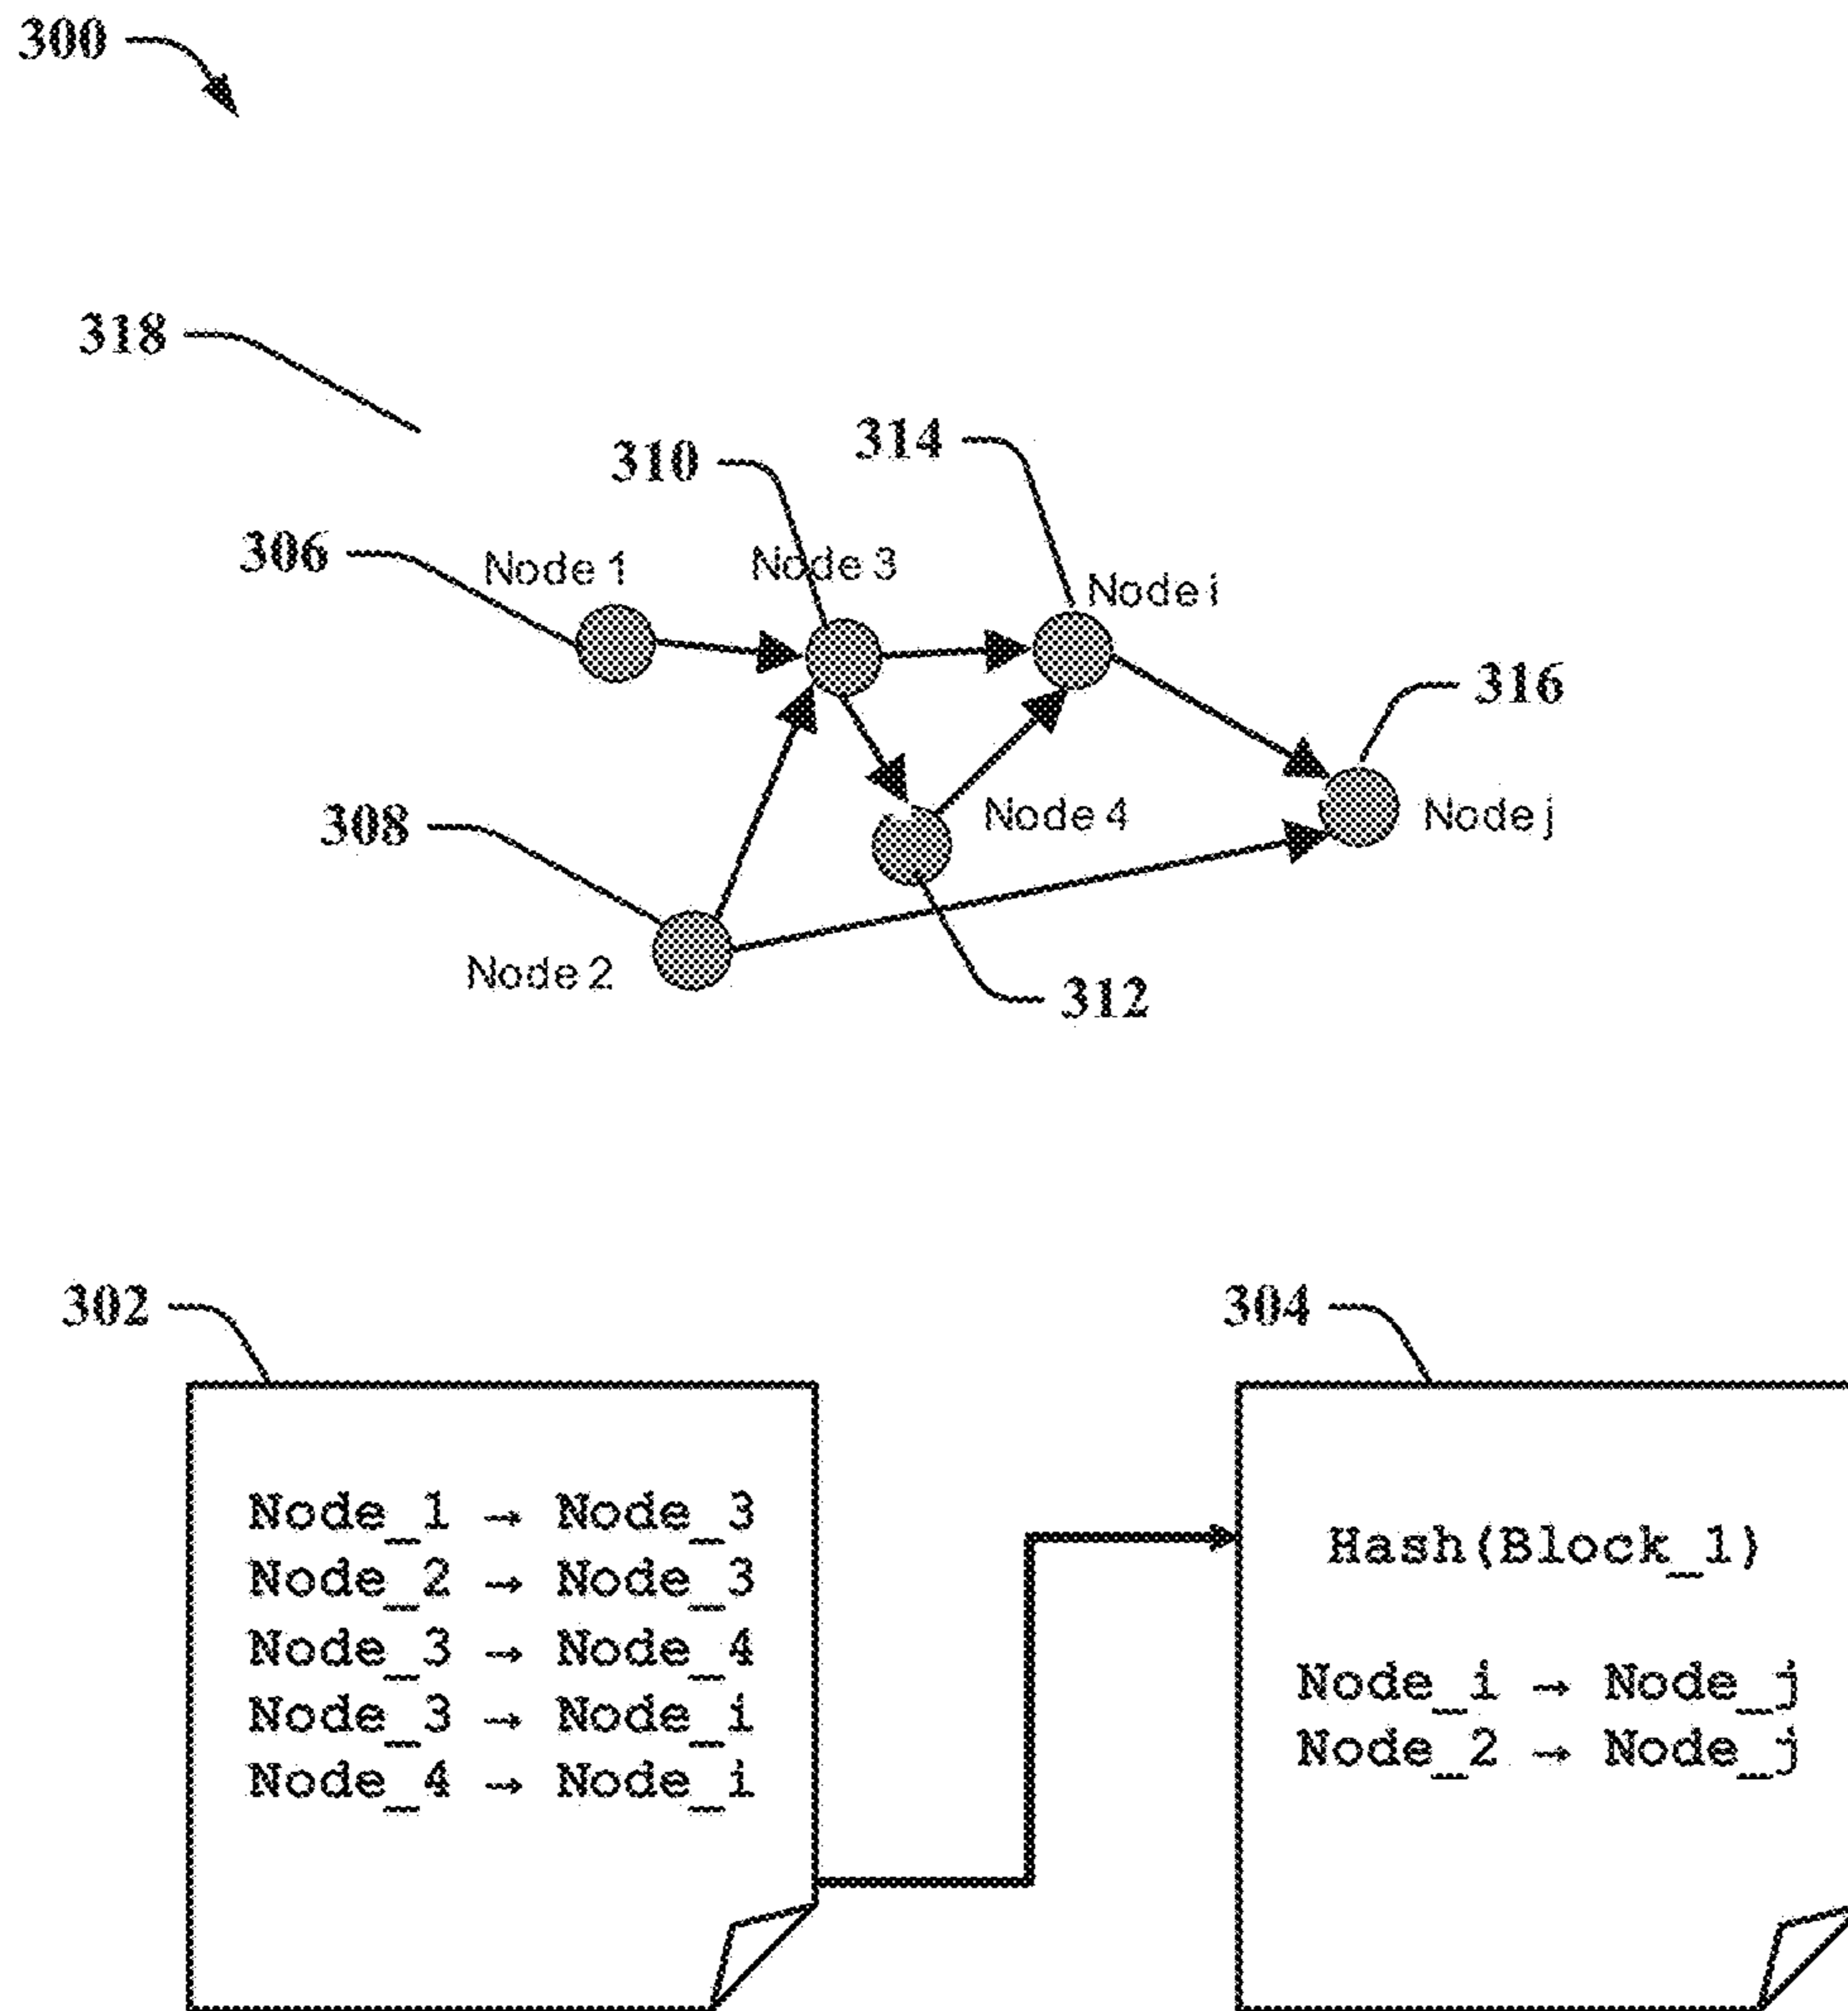 300
318
310
314
306
Node 1
Node 3
Node i
316
308
Node 4
Node j
Node 2
312
302
304
Node_1 → Node_3
Node_2 → Node_3
Node_3 → Node_4
Node_3 → Node_i
Node_4 → Node_i
Hash(Block_1)
Node_i → Node_j
Node_2 → Node_j